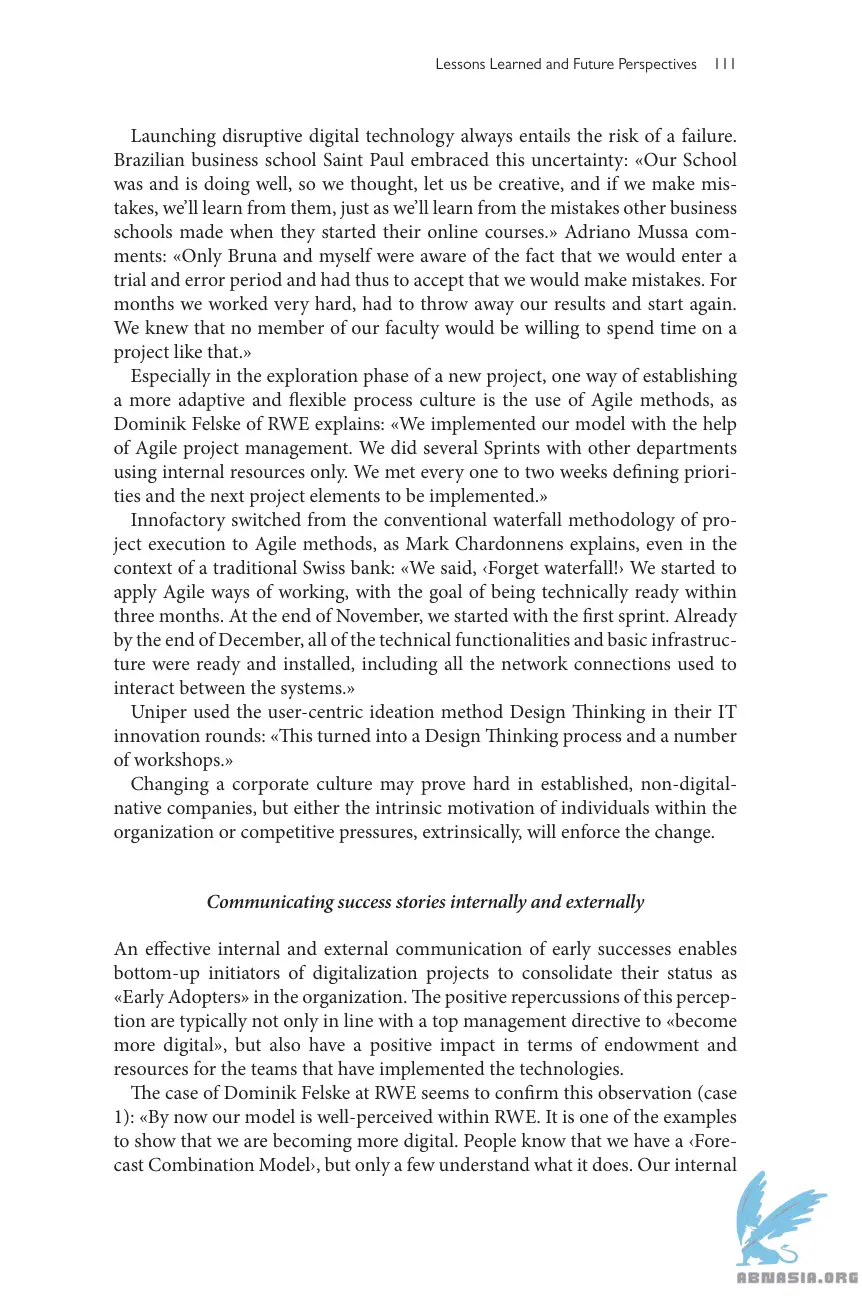 Lessons Learned and Future Perspectives 111
Launching disruptive digital technology always entails the risk of a failure.
Brazilian business school Saint Paul embraced this uncertainty: «Our School
was and is doing well, so we thought, let us be creative, and if we make mis-
takes, we’ll learn from them, just as we’ll learn from the mistakes other business
schools made when they started their online courses.» Adriano Mussa com-
ments: «Only Bruna and myself were aware of the fact that we would enter a
trial and error period and had thus to accept that we would make mistakes. For
months we worked very hard, had to throw away our results and start again.
We knew that no member of our faculty would be willing to spend time on a
project like that.»
Especially in the exploration phase of a new project, one way of establishing
a more adaptive and flexible process culture is the use of Agile methods, as
Dominik Felske of RWE explains: «We implemented our model with the help
of Agile project management. We did several Sprints with other departments
using internal resources only. We met every one to two weeks defining priori-
ties and the next project elements to be implemented.»
Innofactory switched from the conventional waterfall methodology of pro-
ject execution to Agile methods, as Mark Chardonnens explains, even in the
context of a traditional Swiss bank: «We said, ‹Forget waterfall!› We started to
apply Agile ways of working, with the goal of being technically ready within
three months. At the end of November, we started with the first sprint. Already
by the end of December, all of the technical functionalities and basic infrastruc-
ture were ready and installed, including all the network connections used to
interact between the systems.»
Uniper used the user-centric ideation method Design Thinking in their IT
innovation rounds: «This turned into a Design Thinking process and a number
of workshops.»
Changing a corporate culture may prove hard in established, non-digital-
native companies, but either the intrinsic motivation of individuals within the
organization or competitive pressures, extrinsically, will enforce the change.
Communicating success stories internally and externally
An effective internal and external communication of early successes enables
bottom-up initiators of digitalization projects to consolidate their status as
«Early Adopters» in the organization. The positive repercussions of this percep-
tion are typically not only in line with a top management directive to «become
more digital», but also have a positive impact in terms of endowment and
resources for the teams that have implemented the technologies.
The case of Dominik Felske at RWE seems to confirm this observation (case
1): «By now our model is well-perceived within RWE. It is one of the examples
to show that we are becoming more digital. People know that we have a ‹Fore-
cast Combination Model›, but only a few understand what it does. Our internal
ABNASIA.ORG